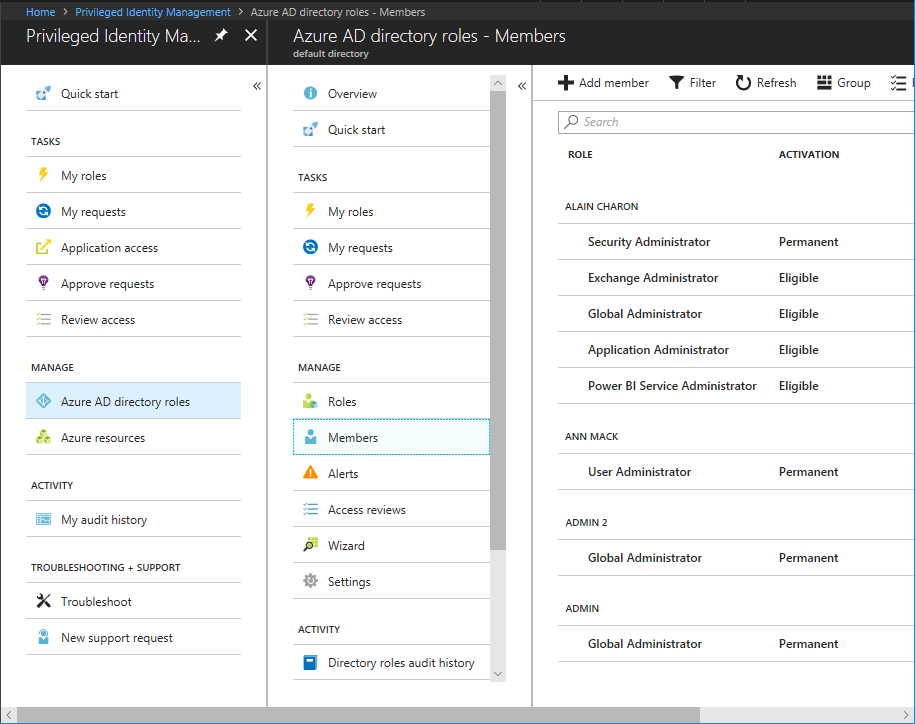 Home > Privileged Identity Management > Azure AD directory roles - Members
Privileged Identity Ma...
Azure AD directory roles - Members
default directory
Quick start
TASKS
My roles
My requests
Application access
Approve requests
Review access
MANAGE
Azure AD directory roles
Azure resources
ACTIVITY
My audit history
TROUBLESHOOTING + SUPPORT
Troubleshoot
New support request
Overview
Quick start
TASKS
My roles
My requests
Approve requests
Review access
MANAGE
Roles
Members
Alerts
Access reviews
Wizard
Settings
ACTIVITY
Directory roles audit history
Add member Filter Refresh Group
Search
ROLE ACTIVATION
ALAIN CHARON
Security Administrator Permanent
Exchange Administrator Eligible
Global Administrator Eligible
Application Administrator Eligible
Power BI Service Administrator Eligible
ANN MACK
User Administrator Permanent
ADMIN 2
Global Administrator Permanent
ADMIN
Global Administrator Permanent